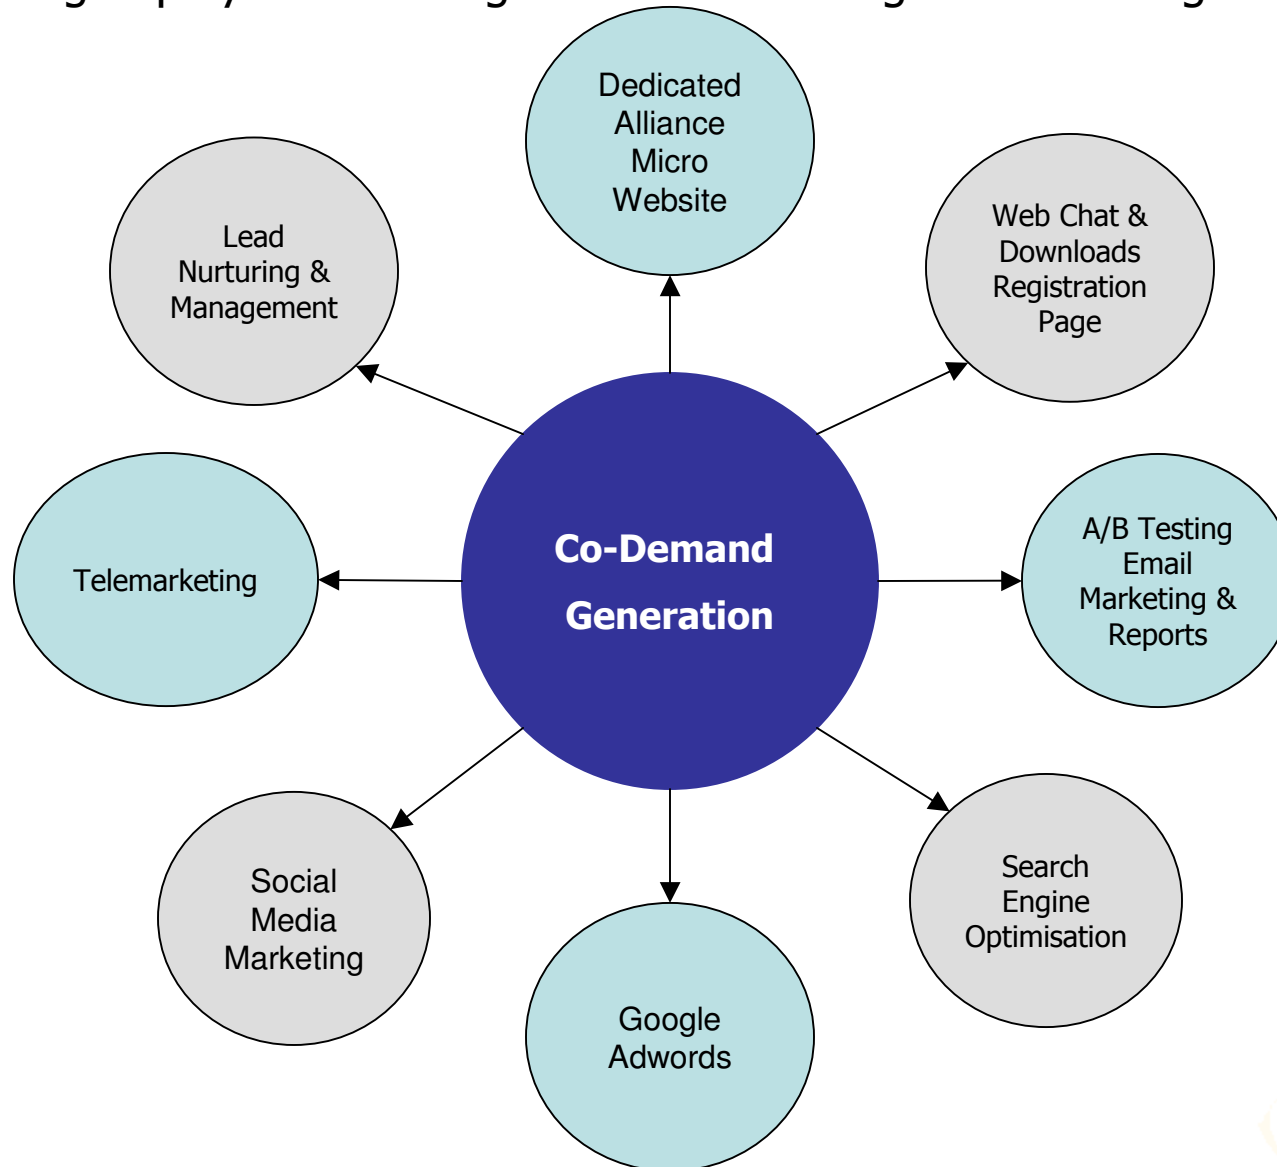 Dedicated
Alliance
Micro
Website
Web Chat &
Downloads
Registration
Page
Lead
Nurturing &
Management
A/B Testing
Email
Marketing &
Reports
Telemarketing
Co-Demand
Generation
Search
Engine
Optimisation
Social
Media
Marketing
Google
Adwords